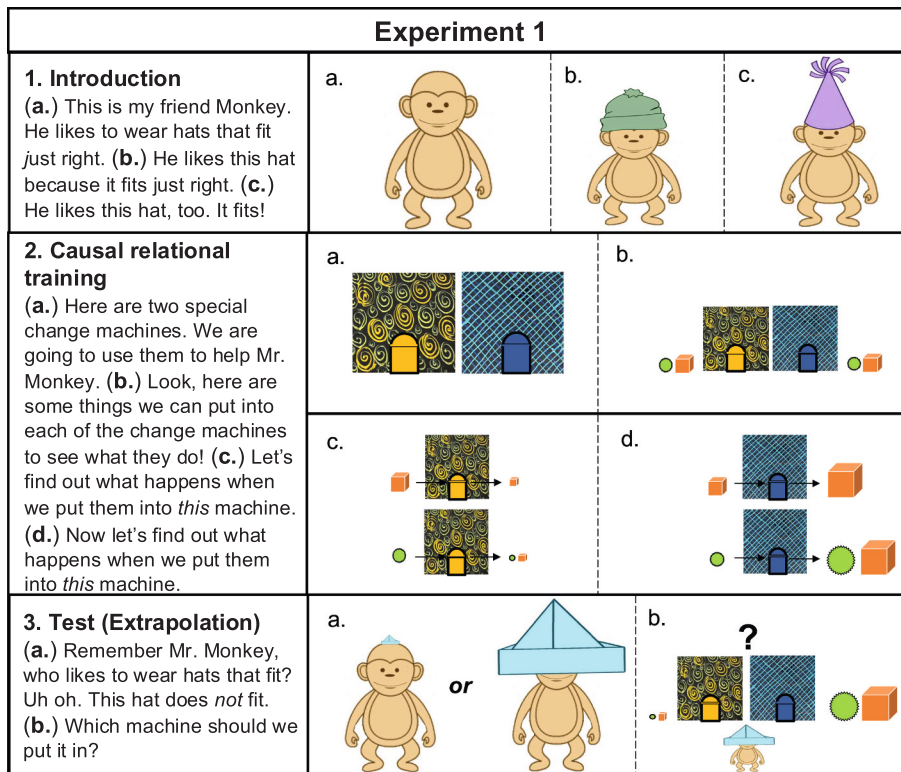 Experiment 1
1. Introduction
(a.) This is my friend Monkey.
He likes to wear hats that fit
just right. (b.) He likes this hat
because it fits just right. (c.)
He likes this hat, too. It fits!
a.
b.
c.
2. Causal relational
training
(a.) Here are two special
change machines. We are
going to use them to help Mr.
Monkey. (b.) Look, here are
some things we can put into
each of the change machines
to see what they do! (c.) Let's
find out what happens when
we put them into this machine.
(d.) Now let's find out what
happens when we put them
into this machine.
a.
b.
c.
d.
3. Test (Extrapolation)
(a.) Remember Mr. Monkey,
who likes to wear hats that fit?
Uh oh. This hat does not fit.
(b.) Which machine should we
put it in?
a.
or
b.
?